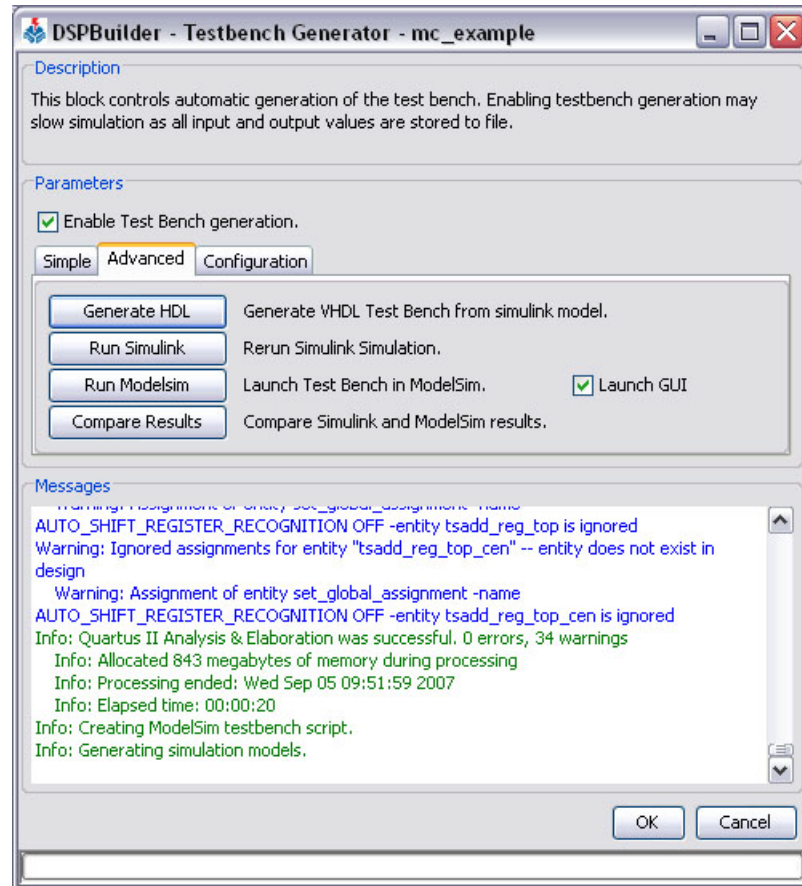 DSPBuilder - Testbench Generator - mc_example
Description
This block controls automatic generation of the test bench. Enabling testbench generation may
slow simulation as all input and output values are stored to file.
Parameters
Enable Test Bench generation.
Simple Advanced Configuration
Generate HDL Generate VHDL Test Bench from simulink model.
Run Simulink Rerun Simulink Simulation.
Run Modelsim Launch Test Bench in ModelSim. Launch GUI
Compare Results Compare Simulink and ModelSim results.
Messages
Warning: Assignment of entity set_global_assignment -name
AUTO_SHIFT_REGISTER_RECOGNITION OFF -entity tsadd_reg_top is ignored
Warning: Ignored assignments for entity "tsadd_reg_top_cen" -- entity does not exist in
design
Warning: Assignment of entity set_global_assignment -name
AUTO_SHIFT_REGISTER_RECOGNITION OFF -entity tsadd_reg_top_cen is ignored
Info: Quartus II Analysis & Elaboration was successful. 0 errors, 34 warnings
Info: Allocated 843 megabytes of memory during processing
Info: Processing ended: Wed Sep 05 09:51:59 2007
Info: Elapsed time: 00:00:20
Info: Creating ModelSim testbench script.
Info: Generating simulation models.
OK Cancel